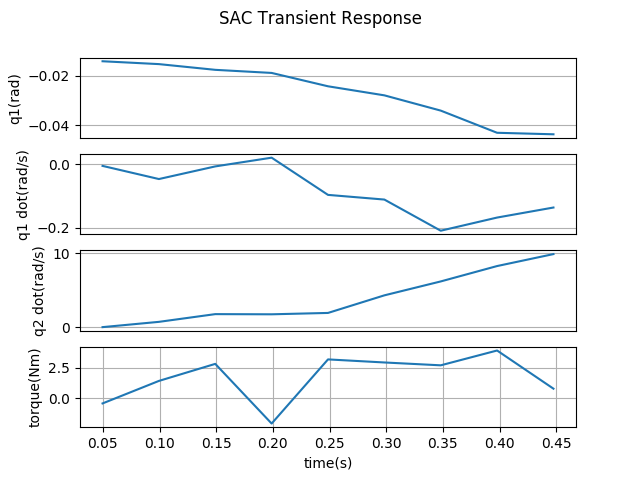 SAC Transient Response
q1(rad)
−0.02
−0.04
q1 dot(rad/s)
0.0
−0.2
q2 dot(rad/s)
10
0
torque(Nm)
2.5
0.0
0.05 0.10 0.15 0.20 0.25 0.30 0.35 0.40 0.45
time(s)